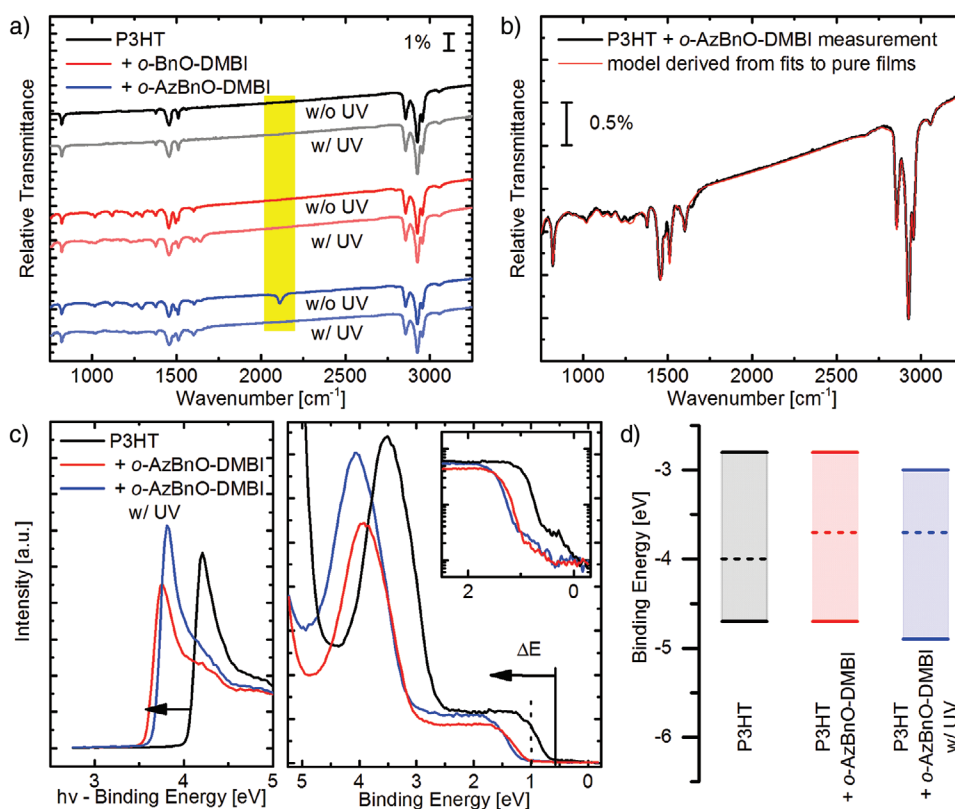 a)
P3HT
+ o-BnO-DMBI
+ o-AzBnO-DMBI
1%
w/o UV
w/ UV
w/o UV
w/ UV
w/o UV
w/ UV
Relative Transmittance
1000 1500 2000 2500 3000
Wavenumber [cm-1]
b)
P3HT + o-AzBnO-DMBI measurement
model derived from fits to pure films
0.5%
Relative Transmittance
1000 1500 2000 2500 3000
Wavenumber [cm-1]
c)
P3HT
+ o-AzBnO-DMBI
+ o-AzBnO-DMBI
w/ UV
Intensity [a.u.]
3 4 5
hν - Binding Energy [eV]
2 0
ΔE
5 4 3 2 1 0
Binding Energy [eV]
d)
Binding Energy [eV]
-3
-4
-5
-6
P3HT
P3HT
+ o-AzBnO-DMBI
P3HT
+ o-AzBnO-DMBI
w/ UV